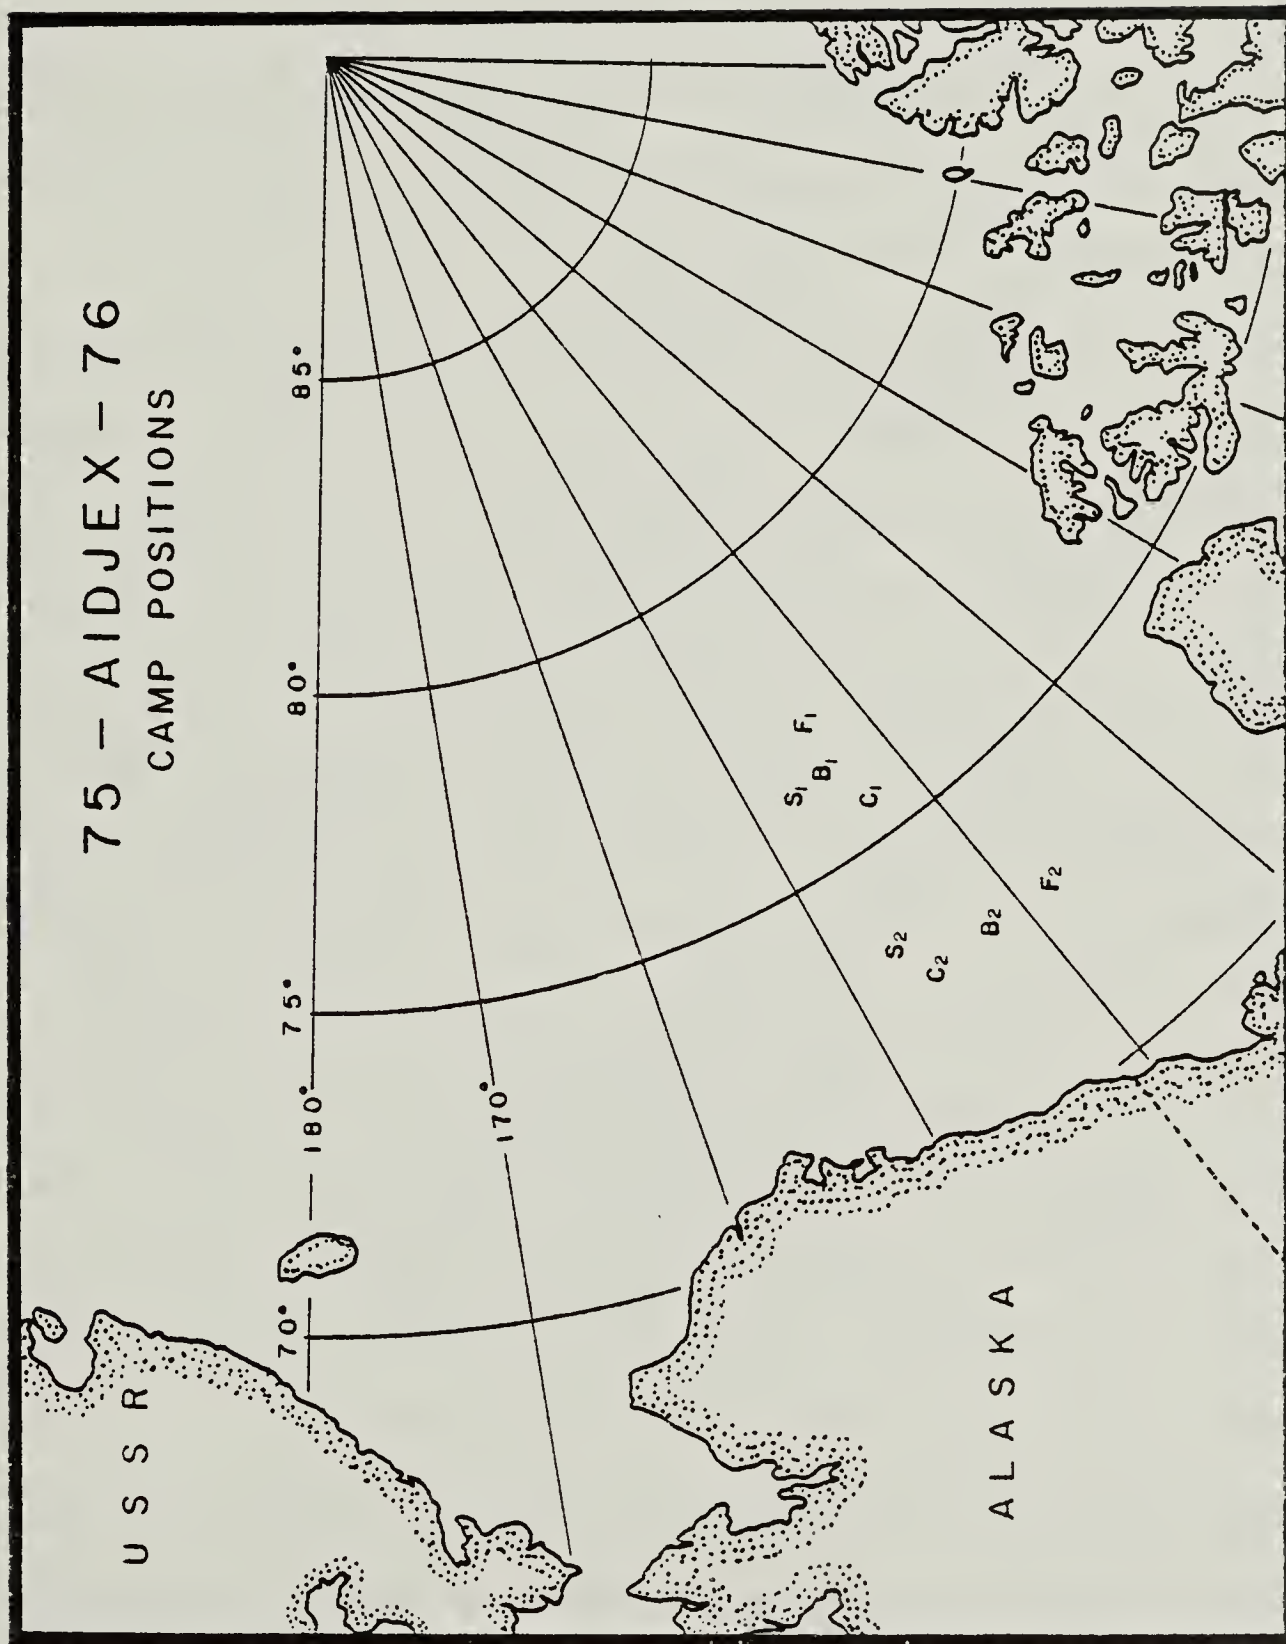 75 – AIDJEX – 76
CAMP POSITIONS
85°
80°
75°
180°
170°
70°
F₁
B₁
S₁
C₁
F₂
B₂
S₂
C₂
USSR
ALASKA